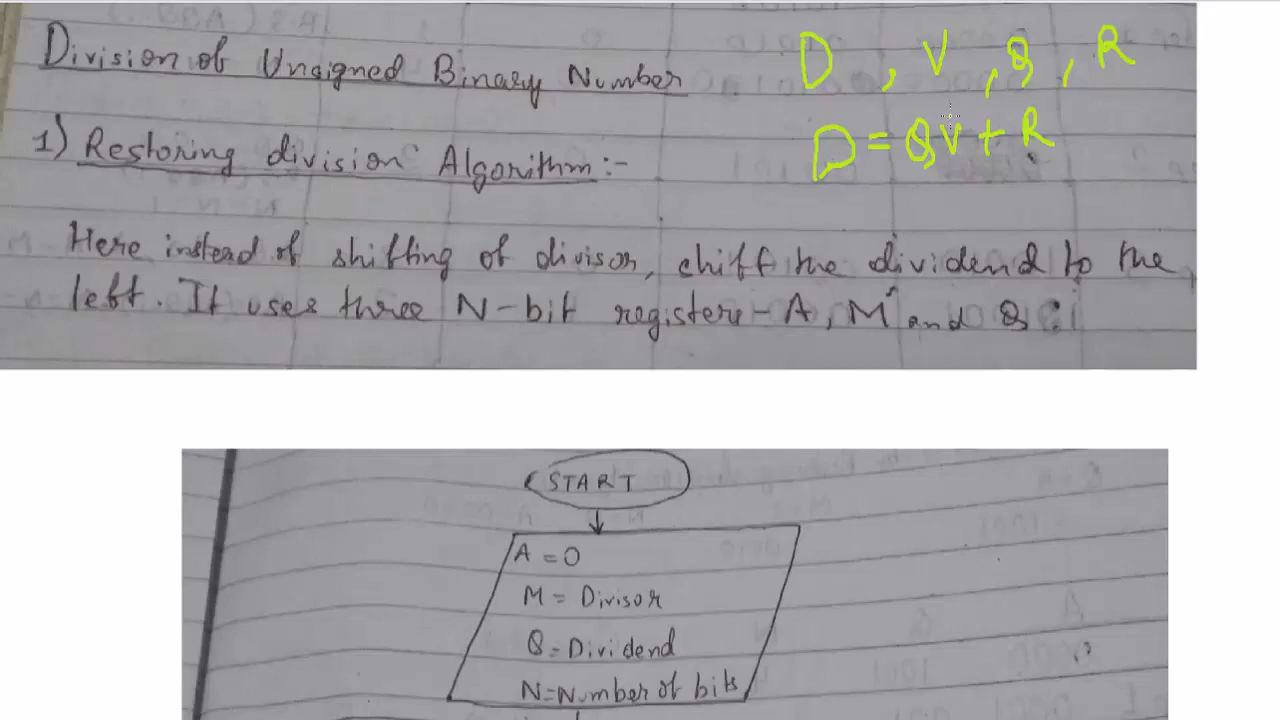 Division of Unsigned Binary Number
D, V, Q, R
D = QV + R
1) Restoring division Algorithm:-
Here instead of shifting of divisor, shift the dividend to the
left. It uses three N-bit register- A, M and Q :
START
A = 0
M = Divisor
Q = Dividend
N = Number of bits